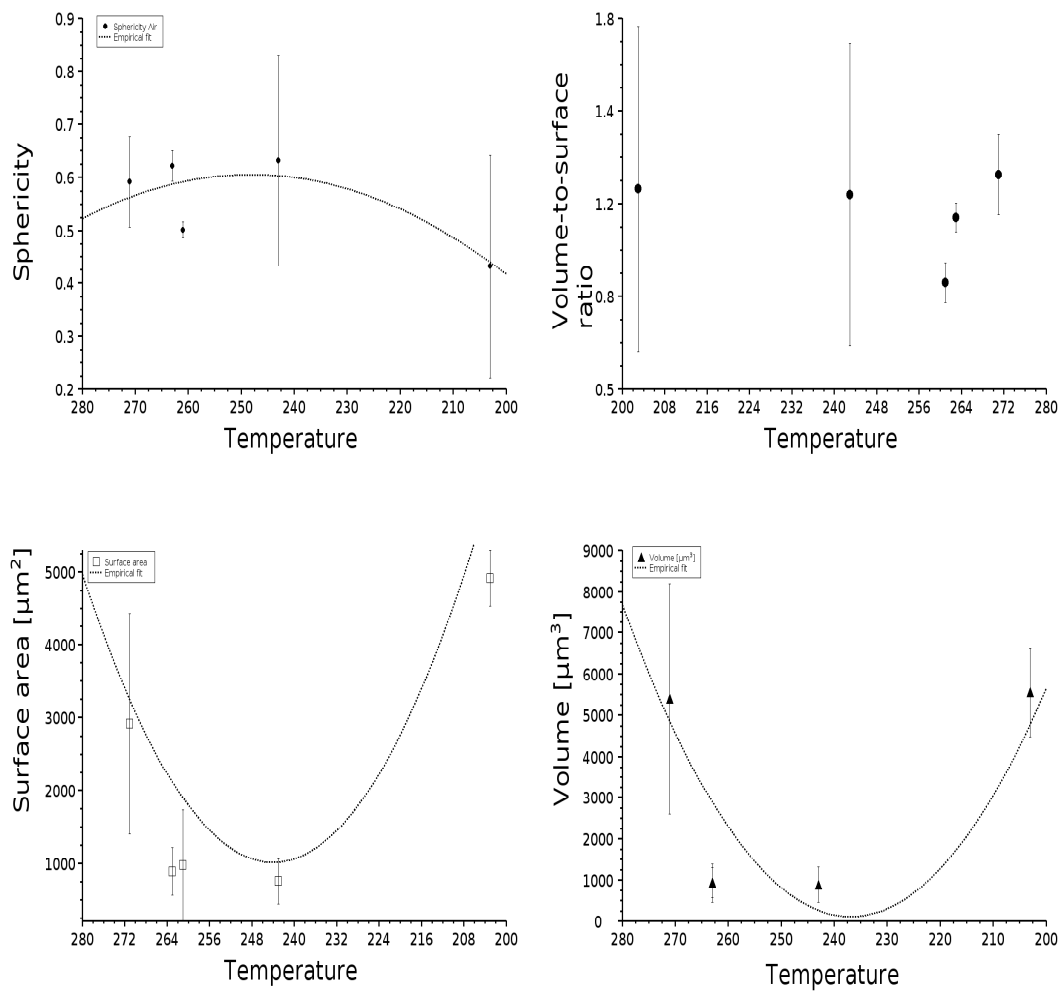 Sphericity
0.9
0.8
0.7
0.6
0.5
0.4
0.3
0.2
Sphericity Air
Empirical fit
280 270 260 250 240 230 220 210 200
Temperature
Volume-to-surface
ratio
1.8
1.4
1.2
0.8
0.5
200 208 216 224 232 240 248 256 264 272 280
Temperature
Surface area [µm²]
5000
4000
3000
2000
1000
Surface area
Empirical fit
280 272 264 256 248 240 232 224 216 208 200
Temperature
Volume [µm³]
9000
8000
7000
6000
5000
4000
3000
2000
1000
0
Volume [µm³]
Empirical fit
280 270 260 250 240 230 220 210 200
Temperature